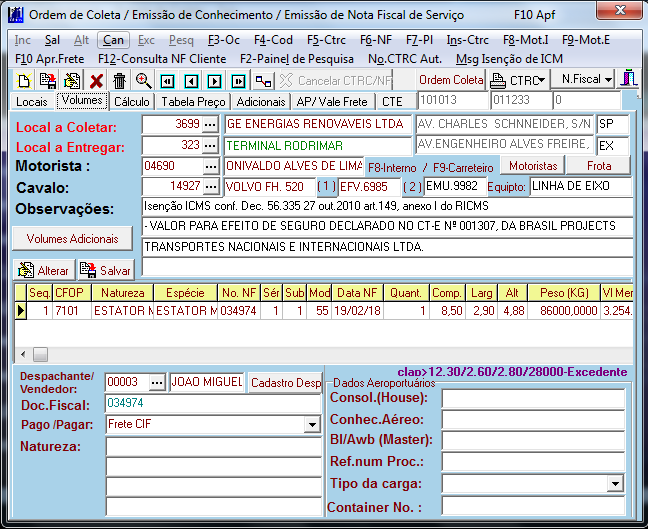 Ordem de Coleta / Emissão de Conhecimento / Emissão de Nota Fiscal de Serviço F10 Apf
Inc Sal Alt Can Exc Pesq F3-Oc F4-Cod F5-Ctrc F6-NF F7-Pl Ins-Ctrc F8-Mot.I F9-Mot.E
F10 Apr.Frete F12-Consulta NF Cliente F2-Painel de Pesquisa No.CTRC Aut. Msg Isenção de ICM
Cancelar CTRC/NF Ordem Coleta CTRC N.Fiscal
Locais Volumes Cálculo Tabela Preço Adicionais AP/ Vale Frete CTE 101013 011233 0
Local a Coletar: 3699 ... GE ENERGIAS RENOVAVEIS LTDA AV. CHARLES SCHNNEIDER, S/N SP
Local a Entregar: 323 ... TERMINAL RODRIMAR AV.ENGENHEIRO ALVES FREIRE, EX
Motorista : 04690 ... ONIVALDO ALVES DE LIMA F8-Interno / F9-Carreteiro Motoristas Frota
Cavalo: 14927 ... VOLVO FH. 520 ( 1 ) EFV.6985 ( 2 ) EMU.9982 Equipto: LINHA DE EIXO
Observações: Isenção ICMS conf. Dec. 56.335 27 out.2010 art.149, anexo I do RICMS
- VALOR PARA EFEITO DE SEGURO DECLARADO NO CT-E Nº 001307, DA BRASIL PROJECTS
Volumes Adicionais
TRANSPORTES NACIONAIS E INTERNACIONAIS LTDA.
Alterar Salvar
Seq. CFOP Natureza Espécie No. NF Sér Sub Mod Data NF Quant. Comp. Larg Alt Peso (KG) Vl Mer
1 7101 ESTATOR M ESTATOR M 034974 1 1 55 19/02/18 1 8,50 2,90 4,88 86000,0000 3.254.
clap>12.30/2.60/2.80/28000-Excedente
Despachante/
Vendedor: 00003 ... JOAO MIGUEL Cadastro Desp
Doc.Fiscal: 034974
Pago /Pagar: Frete CIF
Natureza:
Dados Aeroportuários
Consol.(House):
Conhec.Aéreo:
Bl/Awb (Master):
Ref.num Proc.:
Tipo da carga:
Container No. :